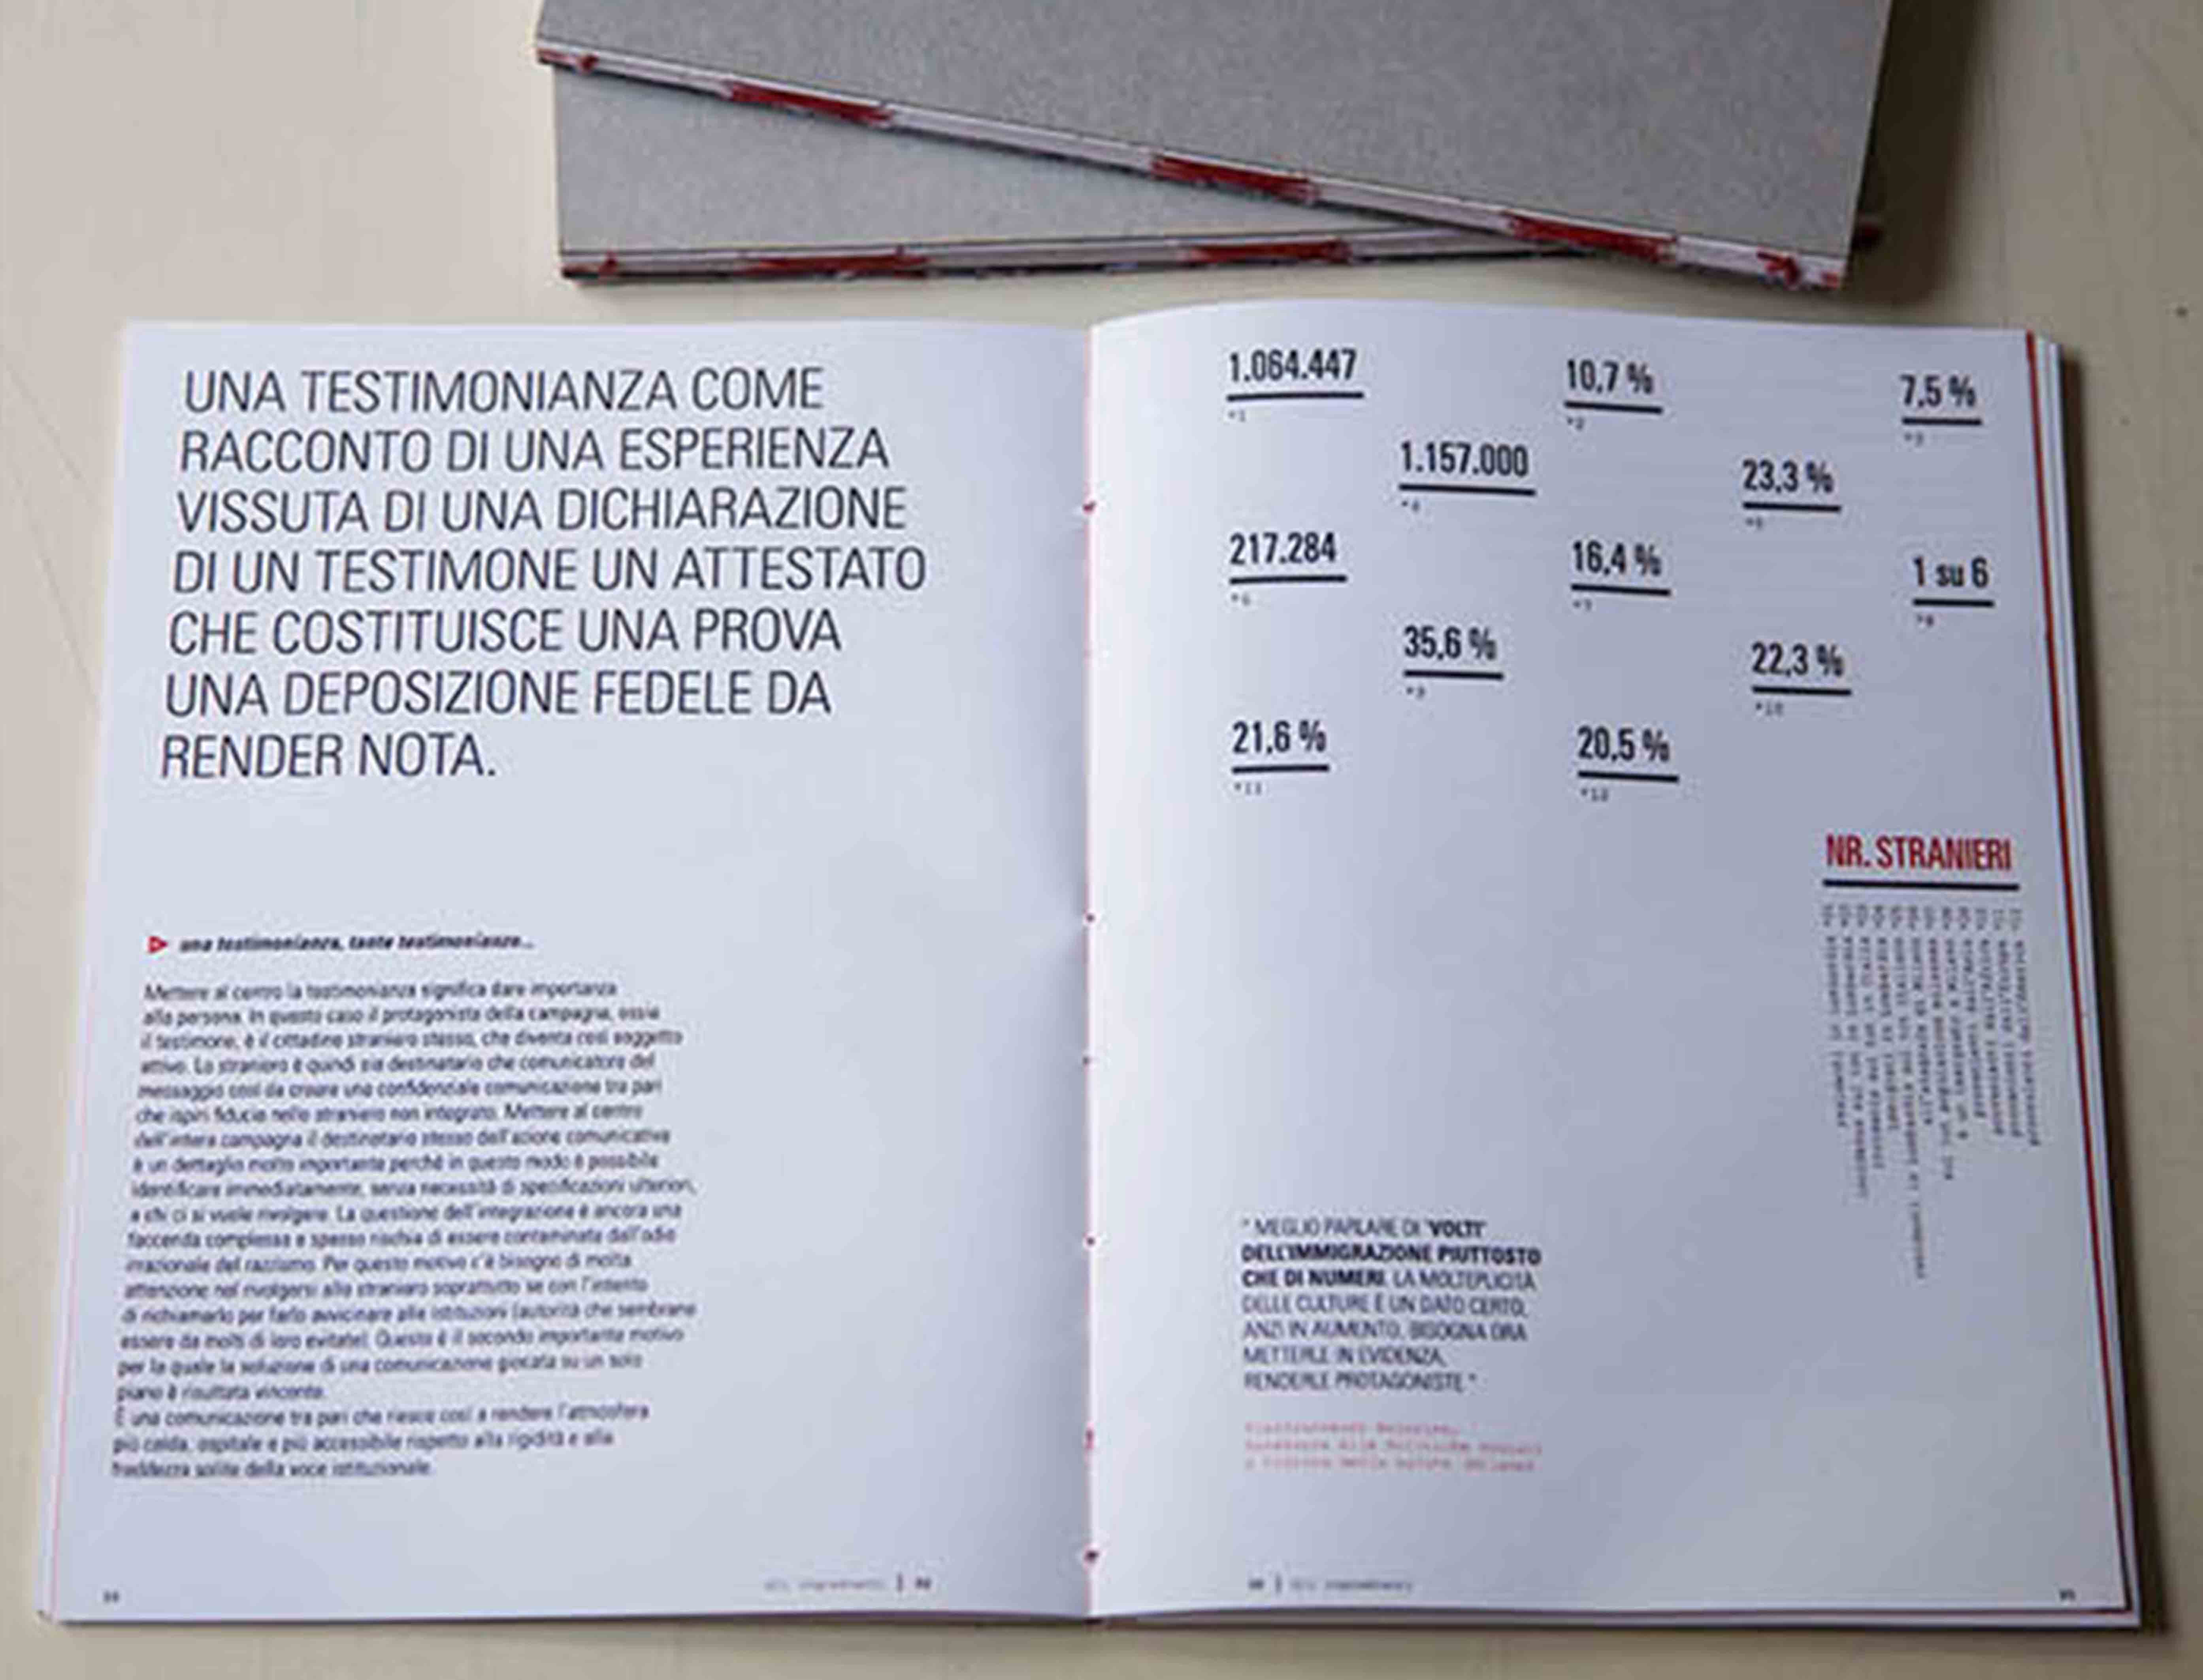 UNA TESTIMONIANZA COME
RACCONTO DI UNA ESPERIENZA
VISSUTA DI UNA DICHIARAZIONE
DI UN TESTIMONE UN ATTESTATO
CHE COSTITUISCE UNA PROVA
UNA DEPOSIZIONE FEDELE DA
RENDER NOTA.
una testimonianza, tante testimonianze...
Mettere al centro la testimonianza significa dare importanza
alla persona. In questo caso il protagonista della campagna, ossia
il testimone, è il cittadino straniero stesso, che diventa così soggetto
attivo. Lo straniero è quindi sia destinatario che comunicatore del
messaggio così da creare una confidenziale comunicazione tra pari
che ispiri fiducia nello straniero non integrato. Mettere al centro
dell'intera campagna il destinatario stesso dell'azione comunicativa
è un dettaglio molto importante perché in questo modo è possibile
identificare immediatamente, senza necessità di specificazioni ulteriori,
a chi ci si vuole rivolgere. La questione dell'integrazione è ancora una
faccenda complessa e spesso rischia di essere contaminata dall'odio
irrazionale del razzismo. Per questo motivo c'è bisogno di molta
attenzione nel rivolgersi allo straniero soprattutto se con l'intento
di richiamarlo per farlo avvicinare alle istituzioni (autorità che sembrano
essere da molti di loro evitate). Questo è il secondo importante motivo
per la quale la soluzione di una comunicazione giocata su un solo
piano è risultata vincente.
È una comunicazione tra pari che riesce così a rendere l'atmosfera
più calda, ospitale e più accessibile rispetto alla rigidità e alla
freddezza solite della voce istituzionale.
1.064.447
*1
10,7 %
*2
7,5 %
*3
1.157.000
*4
23,3 %
*5
217.284
*6
16,4 %
*7
1 su 6
*8
35,6 %
*9
22,3 %
*10
21,6 %
*11
20,5 %
*12
NR. STRANIERI
" MEGLIO PARLARE DI 'VOLTI'
DELL'IMMIGRAZIONE PIUTTOSTO
CHE DI NUMERI. LA MOLTEPLICITÀ
DELLE CULTURE È UN DATO CERTO,
ANZI IN AUMENTO. BISOGNA ORA
METTERLE IN EVIDENZA,
RENDERLE PROTAGONISTE "